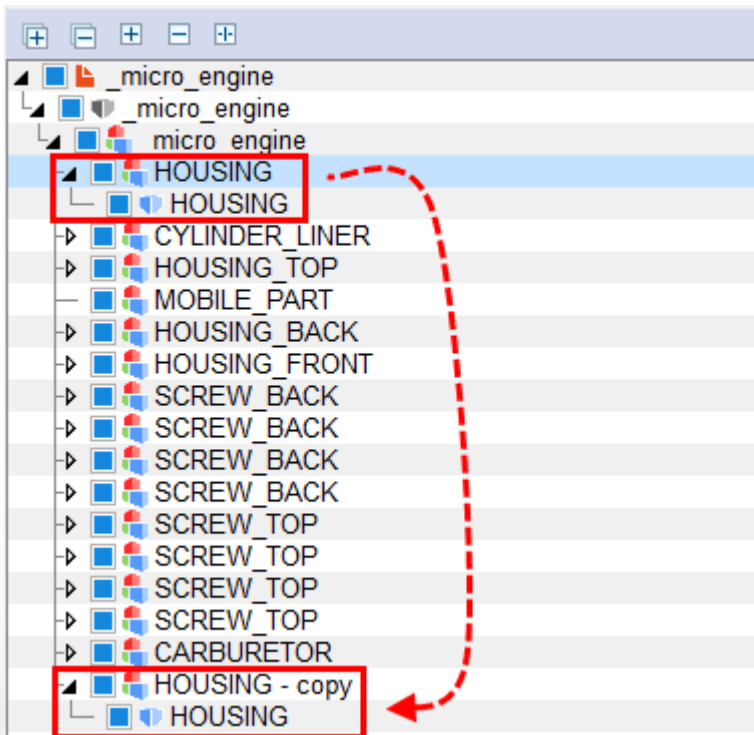 _micro_engine
_micro_engine
_micro_engine
HOUSING
HOUSING
CYLINDER_LINER
HOUSING_TOP
MOBILE_PART
HOUSING_BACK
HOUSING_FRONT
SCREW_BACK
SCREW_BACK
SCREW_BACK
SCREW_BACK
SCREW_TOP
SCREW_TOP
SCREW_TOP
SCREW_TOP
CARBURETOR
HOUSING - copy
HOUSING